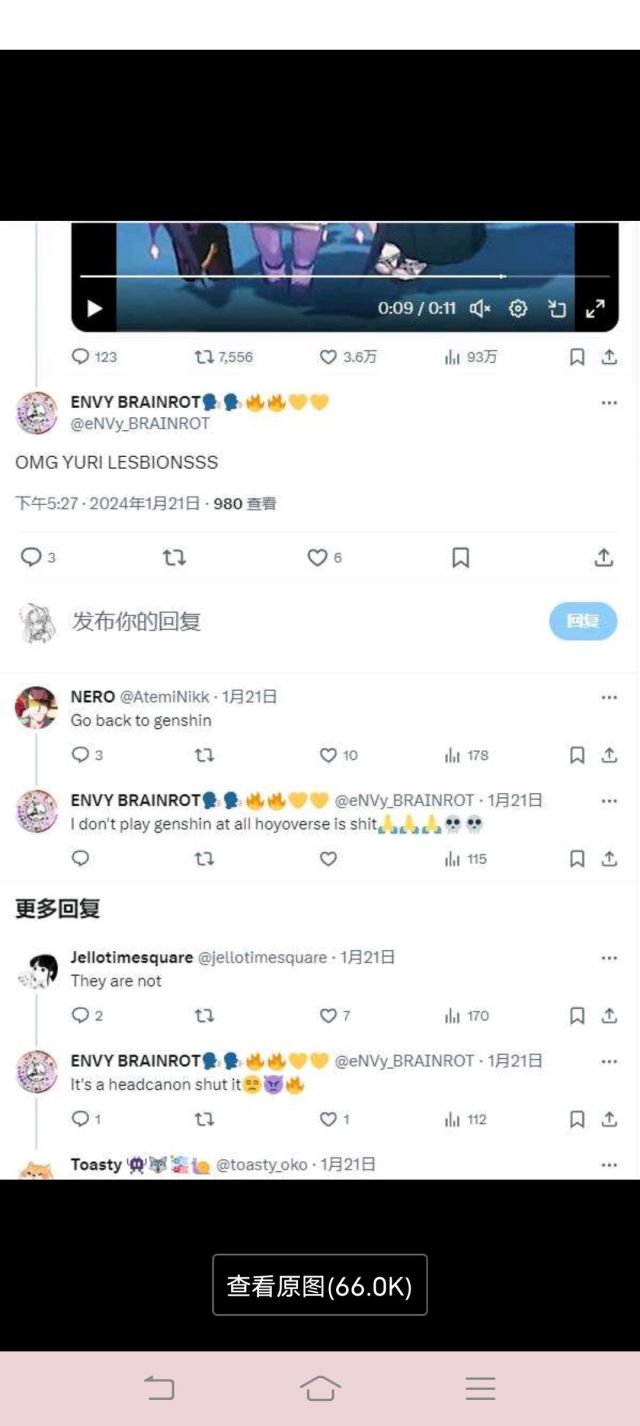 0:09 / 0:11
123 7,556 3.6万 93万
ENVY BRAINROT🗣️🗣️🔥🔥💛💛
@eNVy_BRAINROT
OMG YURI LESBIONSSS
下午5:27 · 2024年1月21日 · 980 查看
3 6
发布你的回复 回复
NERO @AtemiNikk · 1月21日
Go back to genshin
3 10 178
ENVY BRAINROT🗣️🗣️🔥🔥💛💛 @eNVy_BRAINROT · 1月21日
I don't play genshin at all hoyoverse is shit🙏🙏🙏💀💀
115
更多回复
Jellotimesquare @jellotimesquare · 1月21日
They are not
2 7 170
ENVY BRAINROT🗣️🗣️🔥🔥💛💛 @eNVy_BRAINROT · 1月21日
It's a headcanon shut it😒👿🔥
1 1 112
Toasty @toasty_oko · 1月21日
查看原图(66.0K)